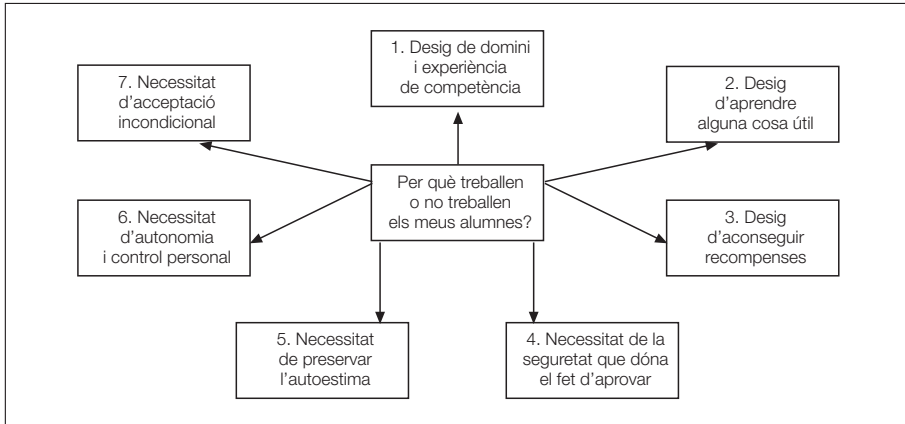 1. Desig de domini
i experiència
de competència
2. Desig
d'aprendre
alguna cosa útil
3. Desig
d'aconseguir
recompenses
4. Necessitat de la
seguretat que dóna
el fet d'aprovar
5. Necessitat
de preservar
l'autoestima
6. Necessitat
d'autonomia
i control personal
7. Necessitat
d'acceptació
incondicional
Per què treballen
o no treballen
els meus alumnes?